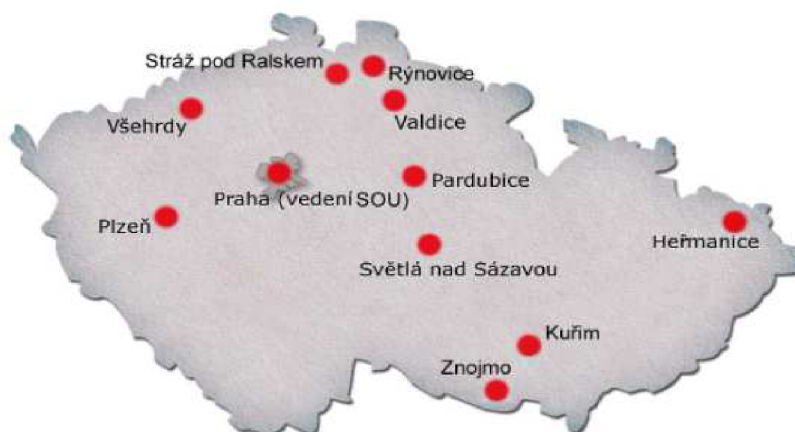 Stráž pod Ralskem
Rýnovice
Všehrdy
Valdice
Praha (vedení SOU)
Pardubice
Plzeň
Světlá nad Sázavou
Heřmanice
Kuřim
Znojmo